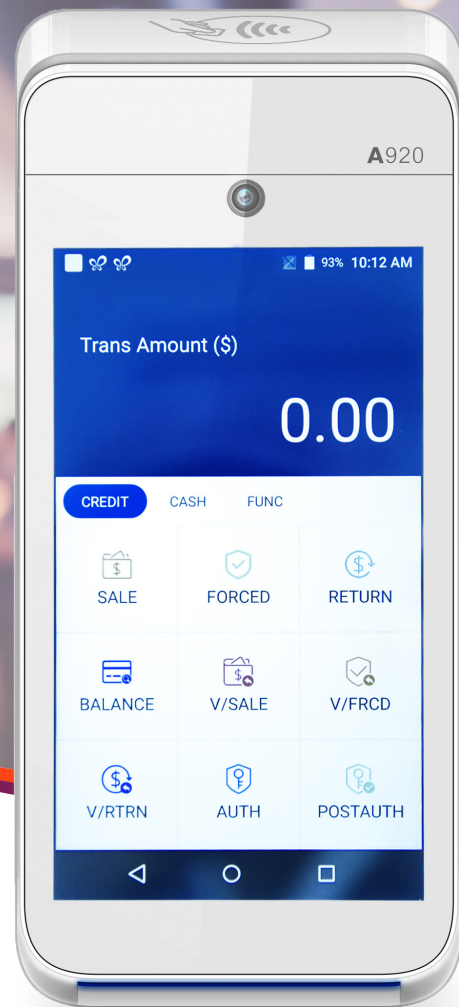 A920
93% 10:12 AM
Trans Amount ($)
0.00
CREDIT CASH FUNC
SALE FORCED RETURN
BALANCE V/SALE V/FRCD
V/RTRN AUTH POSTAUTH